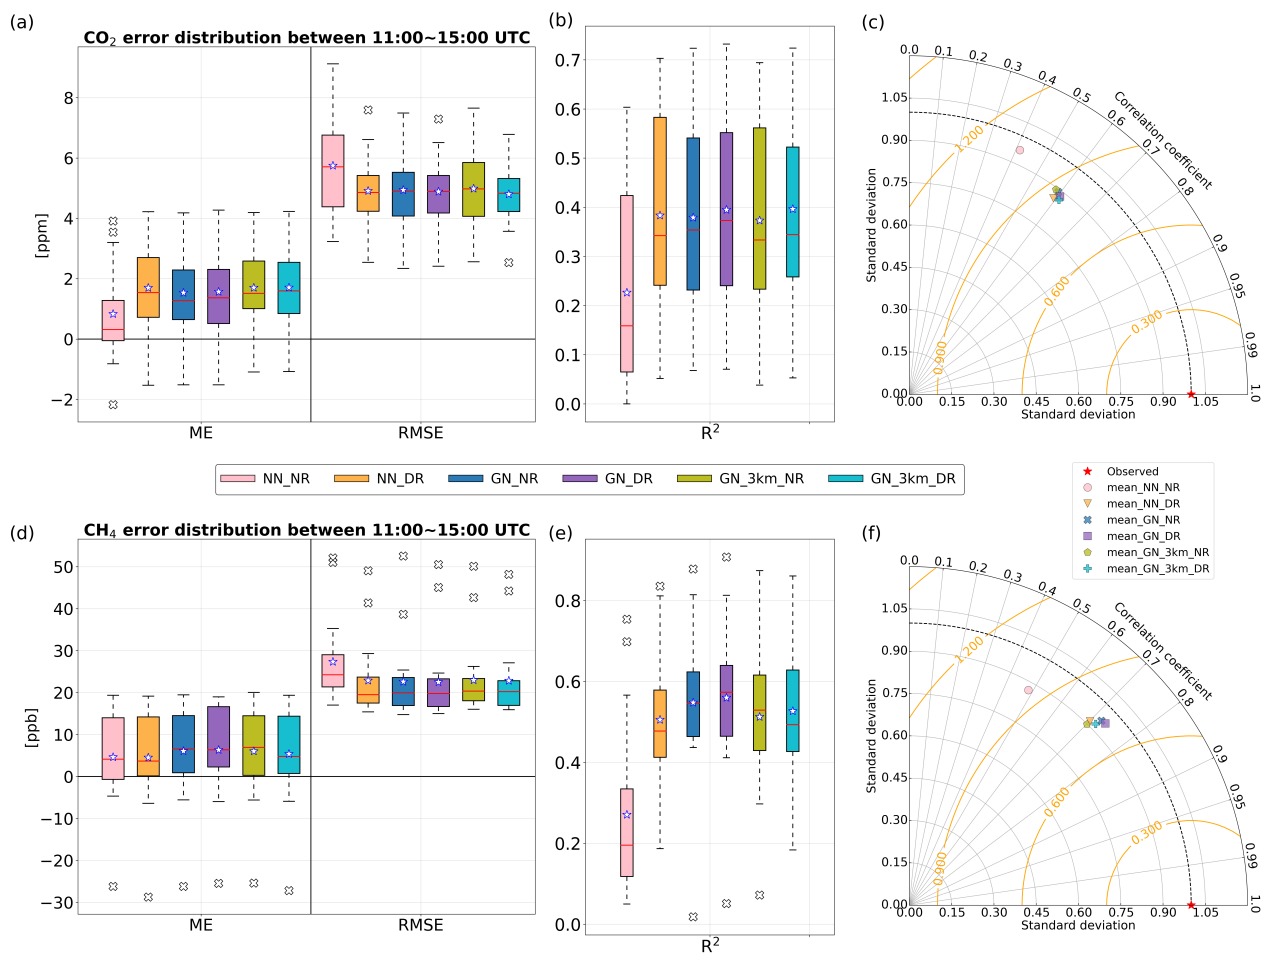 (a)
CO₂ error distribution between 11:00~15:00 UTC
[ppm]
8
6
4
2
0
−2
ME
RMSE
(b)
0.7
0.6
0.5
0.4
0.3
0.2
0.1
0.0
R²
(c)
0.0
0.1
0.2
0.3
0.4
0.5
0.6
0.7
0.8
0.9
0.95
0.99
1.0
Correlation coefficient
Standard deviation
1.05
0.90
0.75
0.60
0.45
0.30
0.15
0.00
0.00 0.15 0.30 0.45 0.60 0.75 0.90 1.05
Standard deviation
1.200
0.900
0.600
0.300
NN_NR NN_DR GN_NR GN_DR GN_3km_NR GN_3km_DR
Observed
mean_NN_NR
mean_NN_DR
mean_GN_NR
mean_GN_DR
mean_GN_3km_NR
mean_GN_3km_DR
(d)
CH₄ error distribution between 11:00~15:00 UTC
[ppb]
50
40
30
20
10
0
−10
−20
−30
ME
RMSE
(e)
0.8
0.6
0.4
0.2
0.0
R²
(f)
0.0
0.1
0.2
0.3
0.4
0.5
0.6
0.7
0.8
0.9
0.95
0.99
1.0
Correlation coefficient
Standard deviation
1.05
0.90
0.75
0.60
0.45
0.30
0.15
0.00
0.00 0.15 0.30 0.45 0.60 0.75 0.90 1.05
Standard deviation
1.200
0.900
0.600
0.300